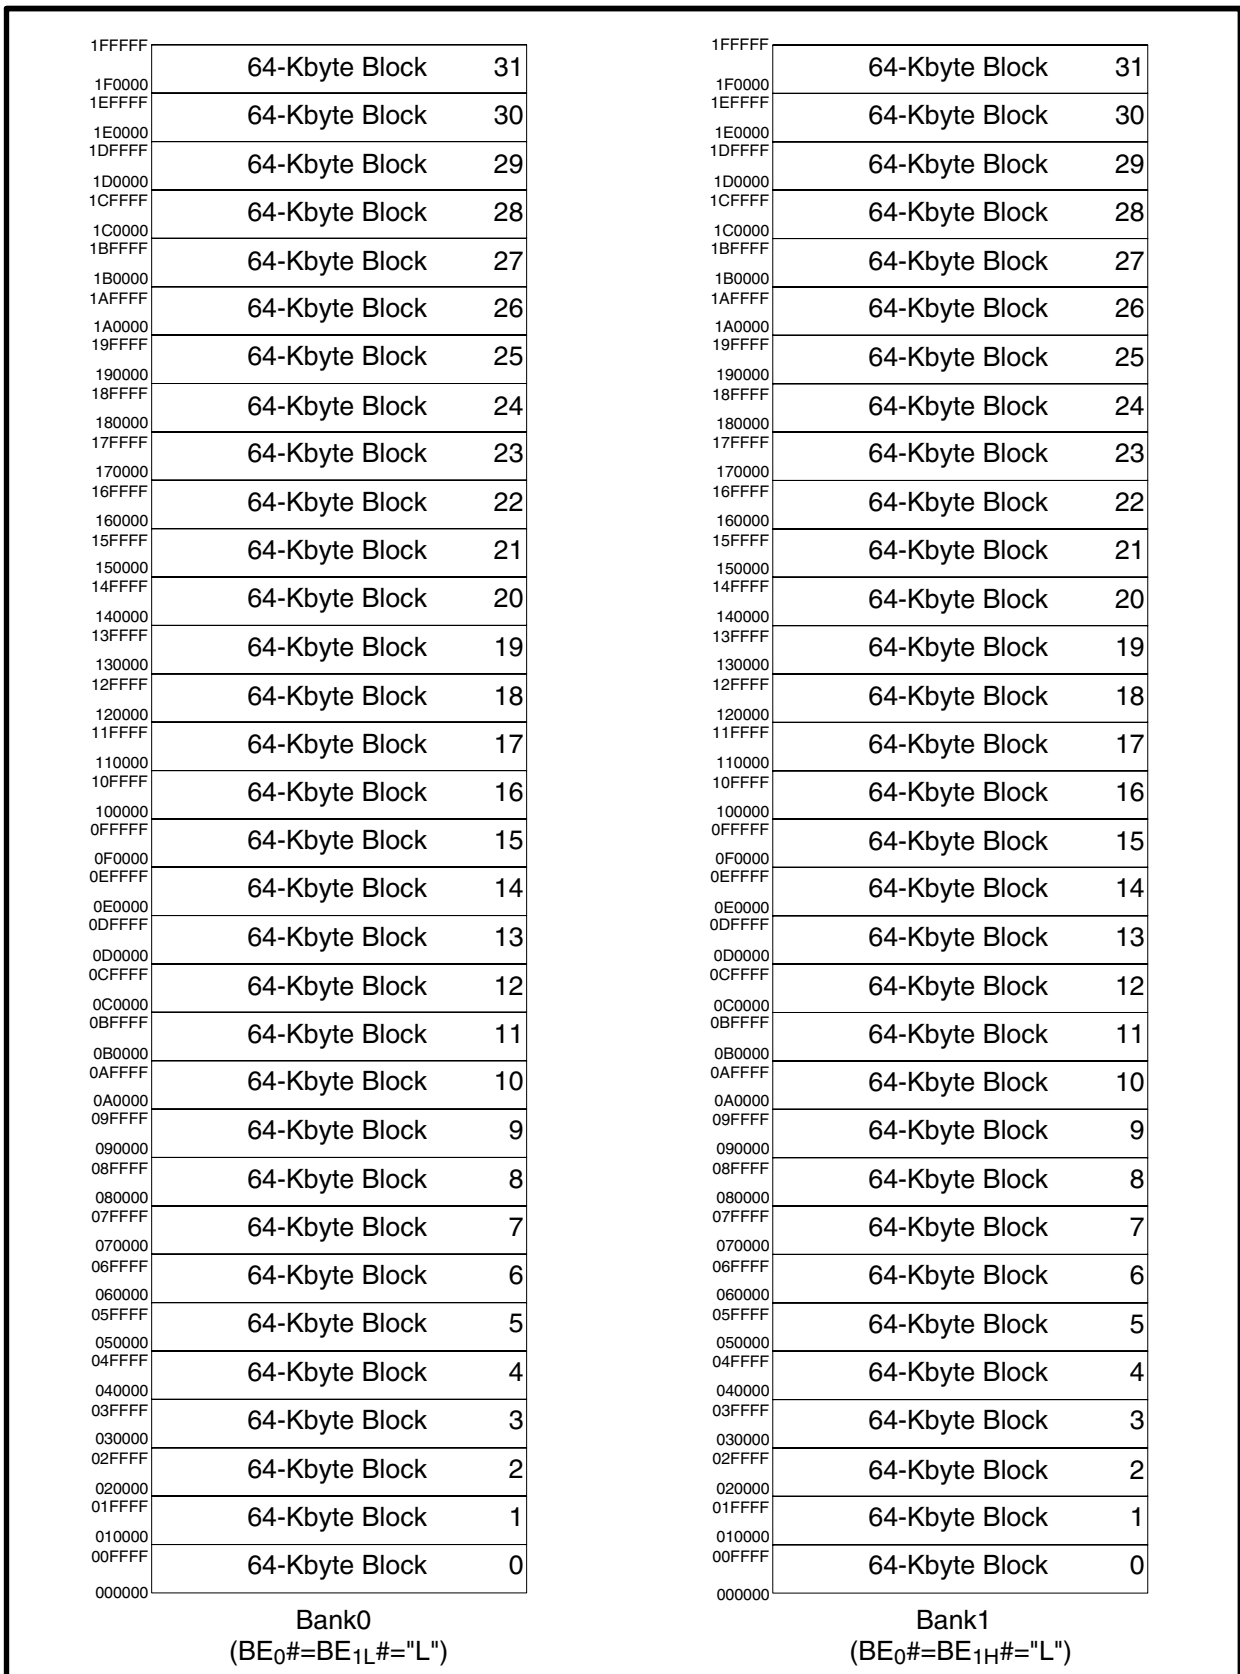 1FFFFF
64-Kbyte Block 31
1F0000
1EFFFF
64-Kbyte Block 30
1E0000
1DFFFF
64-Kbyte Block 29
1D0000
1CFFFF
64-Kbyte Block 28
1C0000
1BFFFF
64-Kbyte Block 27
1B0000
1AFFFF
64-Kbyte Block 26
1A0000
19FFFF
64-Kbyte Block 25
190000
18FFFF
64-Kbyte Block 24
180000
17FFFF
64-Kbyte Block 23
170000
16FFFF
64-Kbyte Block 22
160000
15FFFF
64-Kbyte Block 21
150000
14FFFF
64-Kbyte Block 20
140000
13FFFF
64-Kbyte Block 19
130000
12FFFF
64-Kbyte Block 18
120000
11FFFF
64-Kbyte Block 17
110000
10FFFF
64-Kbyte Block 16
100000
0FFFFF
64-Kbyte Block 15
0F0000
0EFFFF
64-Kbyte Block 14
0E0000
0DFFFF
64-Kbyte Block 13
0D0000
0CFFFF
64-Kbyte Block 12
0C0000
0BFFFF
64-Kbyte Block 11
0B0000
0AFFFF
64-Kbyte Block 10
0A0000
09FFFF
64-Kbyte Block 9
090000
08FFFF
64-Kbyte Block 8
080000
07FFFF
64-Kbyte Block 7
070000
06FFFF
64-Kbyte Block 6
060000
05FFFF
64-Kbyte Block 5
050000
04FFFF
64-Kbyte Block 4
040000
03FFFF
64-Kbyte Block 3
030000
02FFFF
64-Kbyte Block 2
020000
01FFFF
64-Kbyte Block 1
010000
00FFFF
64-Kbyte Block 0
000000
Bank0
(BE0#=BE1L#="L")
1FFFFF
64-Kbyte Block 31
1F0000
1EFFFF
64-Kbyte Block 30
1E0000
1DFFFF
64-Kbyte Block 29
1D0000
1CFFFF
64-Kbyte Block 28
1C0000
1BFFFF
64-Kbyte Block 27
1B0000
1AFFFF
64-Kbyte Block 26
1A0000
19FFFF
64-Kbyte Block 25
190000
18FFFF
64-Kbyte Block 24
180000
17FFFF
64-Kbyte Block 23
170000
16FFFF
64-Kbyte Block 22
160000
15FFFF
64-Kbyte Block 21
150000
14FFFF
64-Kbyte Block 20
140000
13FFFF
64-Kbyte Block 19
130000
12FFFF
64-Kbyte Block 18
120000
11FFFF
64-Kbyte Block 17
110000
10FFFF
64-Kbyte Block 16
100000
0FFFFF
64-Kbyte Block 15
0F0000
0EFFFF
64-Kbyte Block 14
0E0000
0DFFFF
64-Kbyte Block 13
0D0000
0CFFFF
64-Kbyte Block 12
0C0000
0BFFFF
64-Kbyte Block 11
0B0000
0AFFFF
64-Kbyte Block 10
0A0000
09FFFF
64-Kbyte Block 9
090000
08FFFF
64-Kbyte Block 8
080000
07FFFF
64-Kbyte Block 7
070000
06FFFF
64-Kbyte Block 6
060000
05FFFF
64-Kbyte Block 5
050000
04FFFF
64-Kbyte Block 4
040000
03FFFF
64-Kbyte Block 3
030000
02FFFF
64-Kbyte Block 2
020000
01FFFF
64-Kbyte Block 1
010000
00FFFF
64-Kbyte Block 0
000000
Bank1
(BE0#=BE1H#="L")